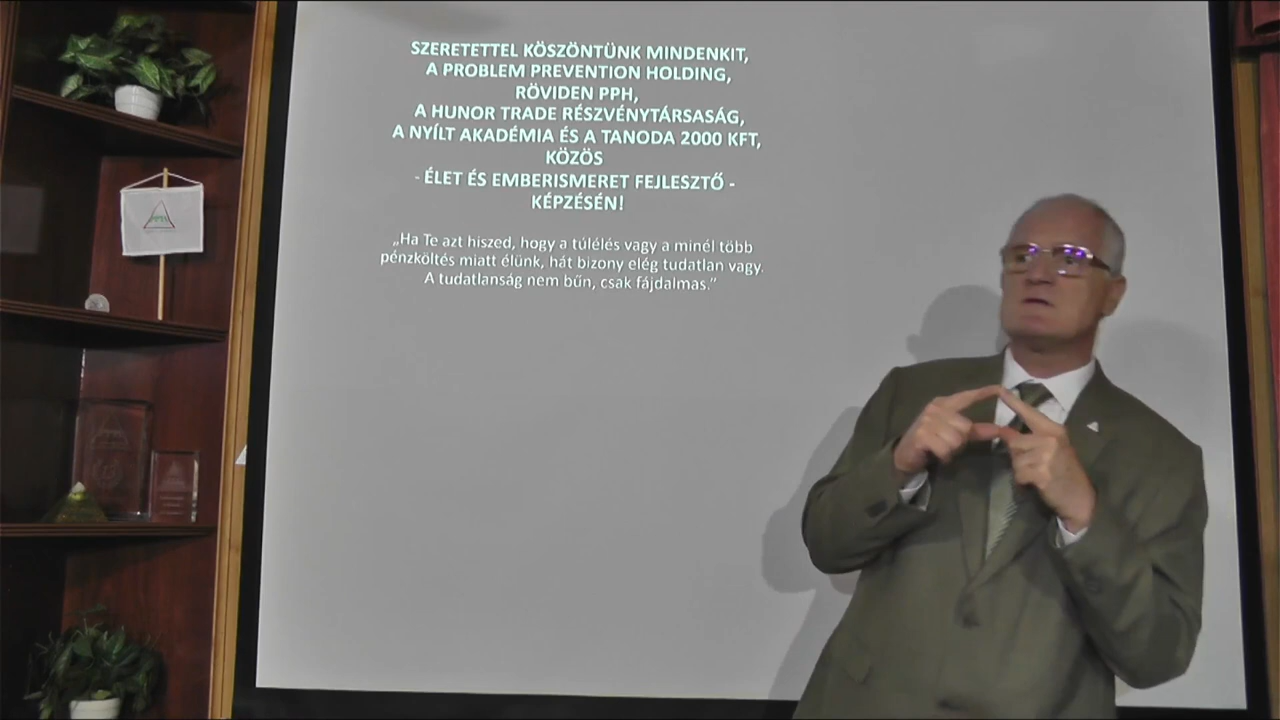 SZERETETTEL KÖSZÖNTÜNK MINDENKIT,
A PROBLEM PREVENTION HOLDING,
RÖVIDEN PPH,
A HUNOR TRADE RÉSZVÉNYTÁRSASÁG,
A NYÍLT AKADÉMIA ÉS A TANODA 2000 KFT,
KÖZÖS
- ÉLET ÉS EMBERISMERET FEJLESZTŐ -
KÉPZÉSÉN!
„Ha Te azt hiszed, hogy a túlélés vagy a minél több
pénzköltés miatt élünk, hát bizony elég tudatlan vagy.
A tudatlanság nem bűn, csak fájdalmas.”